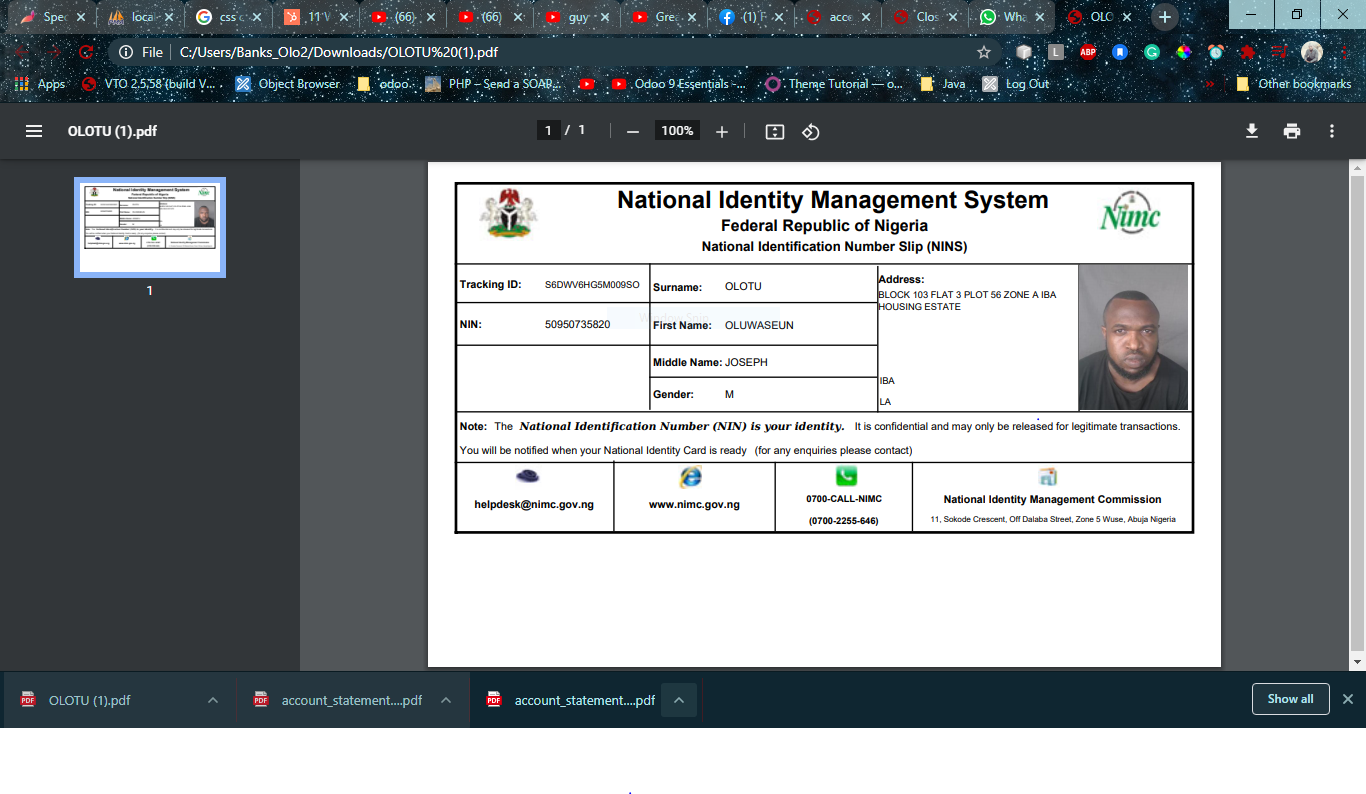 Spec
loca
css c
11 V
(66)
(66)
guy
Grea
(1) F
acce
Clos
Wha
OLO
File C:/Users/Banks_Olo2/Downloads/OLOTU%20(1).pdf
L ABP
Apps VTO 2.5.58 (build V... Object Browser odoo. PHP – Send a SOAP... Odoo 9 Essentials -... Theme Tutorial — o... Java Log Out » Other bookmarks
OLOTU (1).pdf 1 / 1 100%
National Identity Management System
Federal Republic of Nigeria
National Identification Number Slip (NINS)
Nimc
1
Tracking ID: S6DWV6HG5M009SO
Surname: OLOTU
Address:
BLOCK 103 FLAT 3 PLOT 56 ZONE A IBA
HOUSING ESTATE
NIN: 50950735820
Window Snip
First Name: OLUWASEUN
Middle Name: JOSEPH
Gender: M
IBA
LA
Note: The National Identification Number (NIN) is your identity. It is confidential and may only be released for legitimate transactions.
You will be notified when your National Identity Card is ready (for any enquiries please contact)
helpdesk@nimc.gov.ng
www.nimc.gov.ng
0700-CALL-NIMC
(0700-2255-646)
National Identity Management Commission
11, Sokode Crescent, Off Dalaba Street, Zone 5 Wuse, Abuja Nigeria
PDF OLOTU (1).pdf PDF account_statement....pdf PDF account_statement....pdf Show all